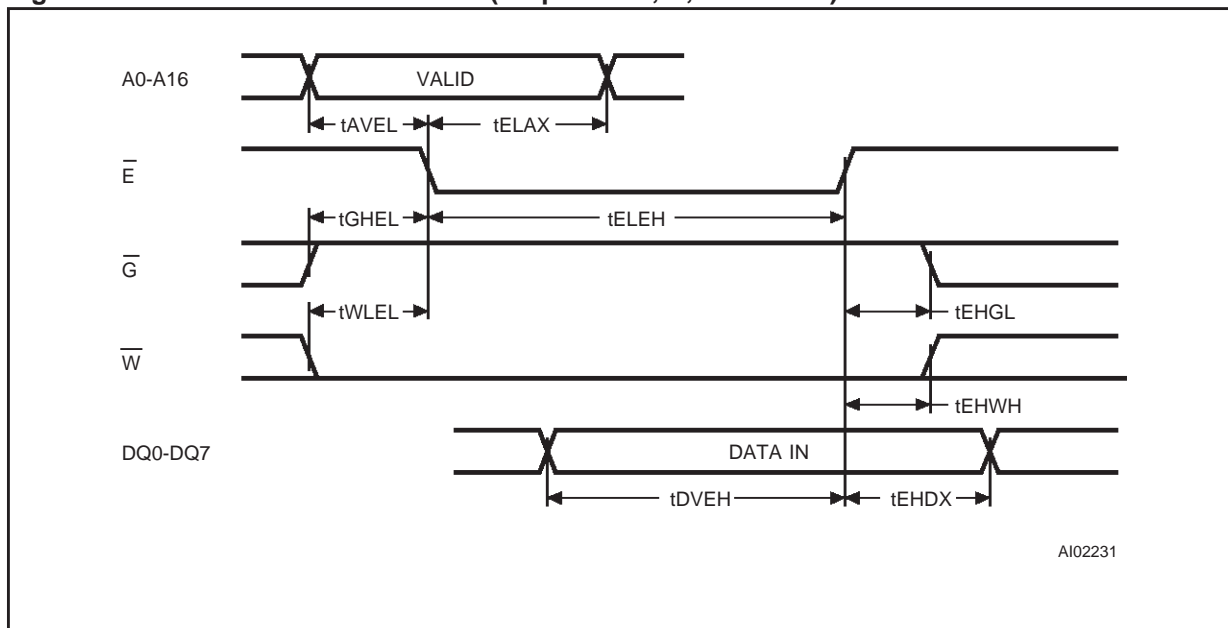 A0-A16
VALID
tAVEL
tELAX
E
tGHEL
tELEH
G
tWLEL
tEHGL
W
tEHWH
DQ0-DQ7
DATA IN
tDVEH
tEHDX
AI02231